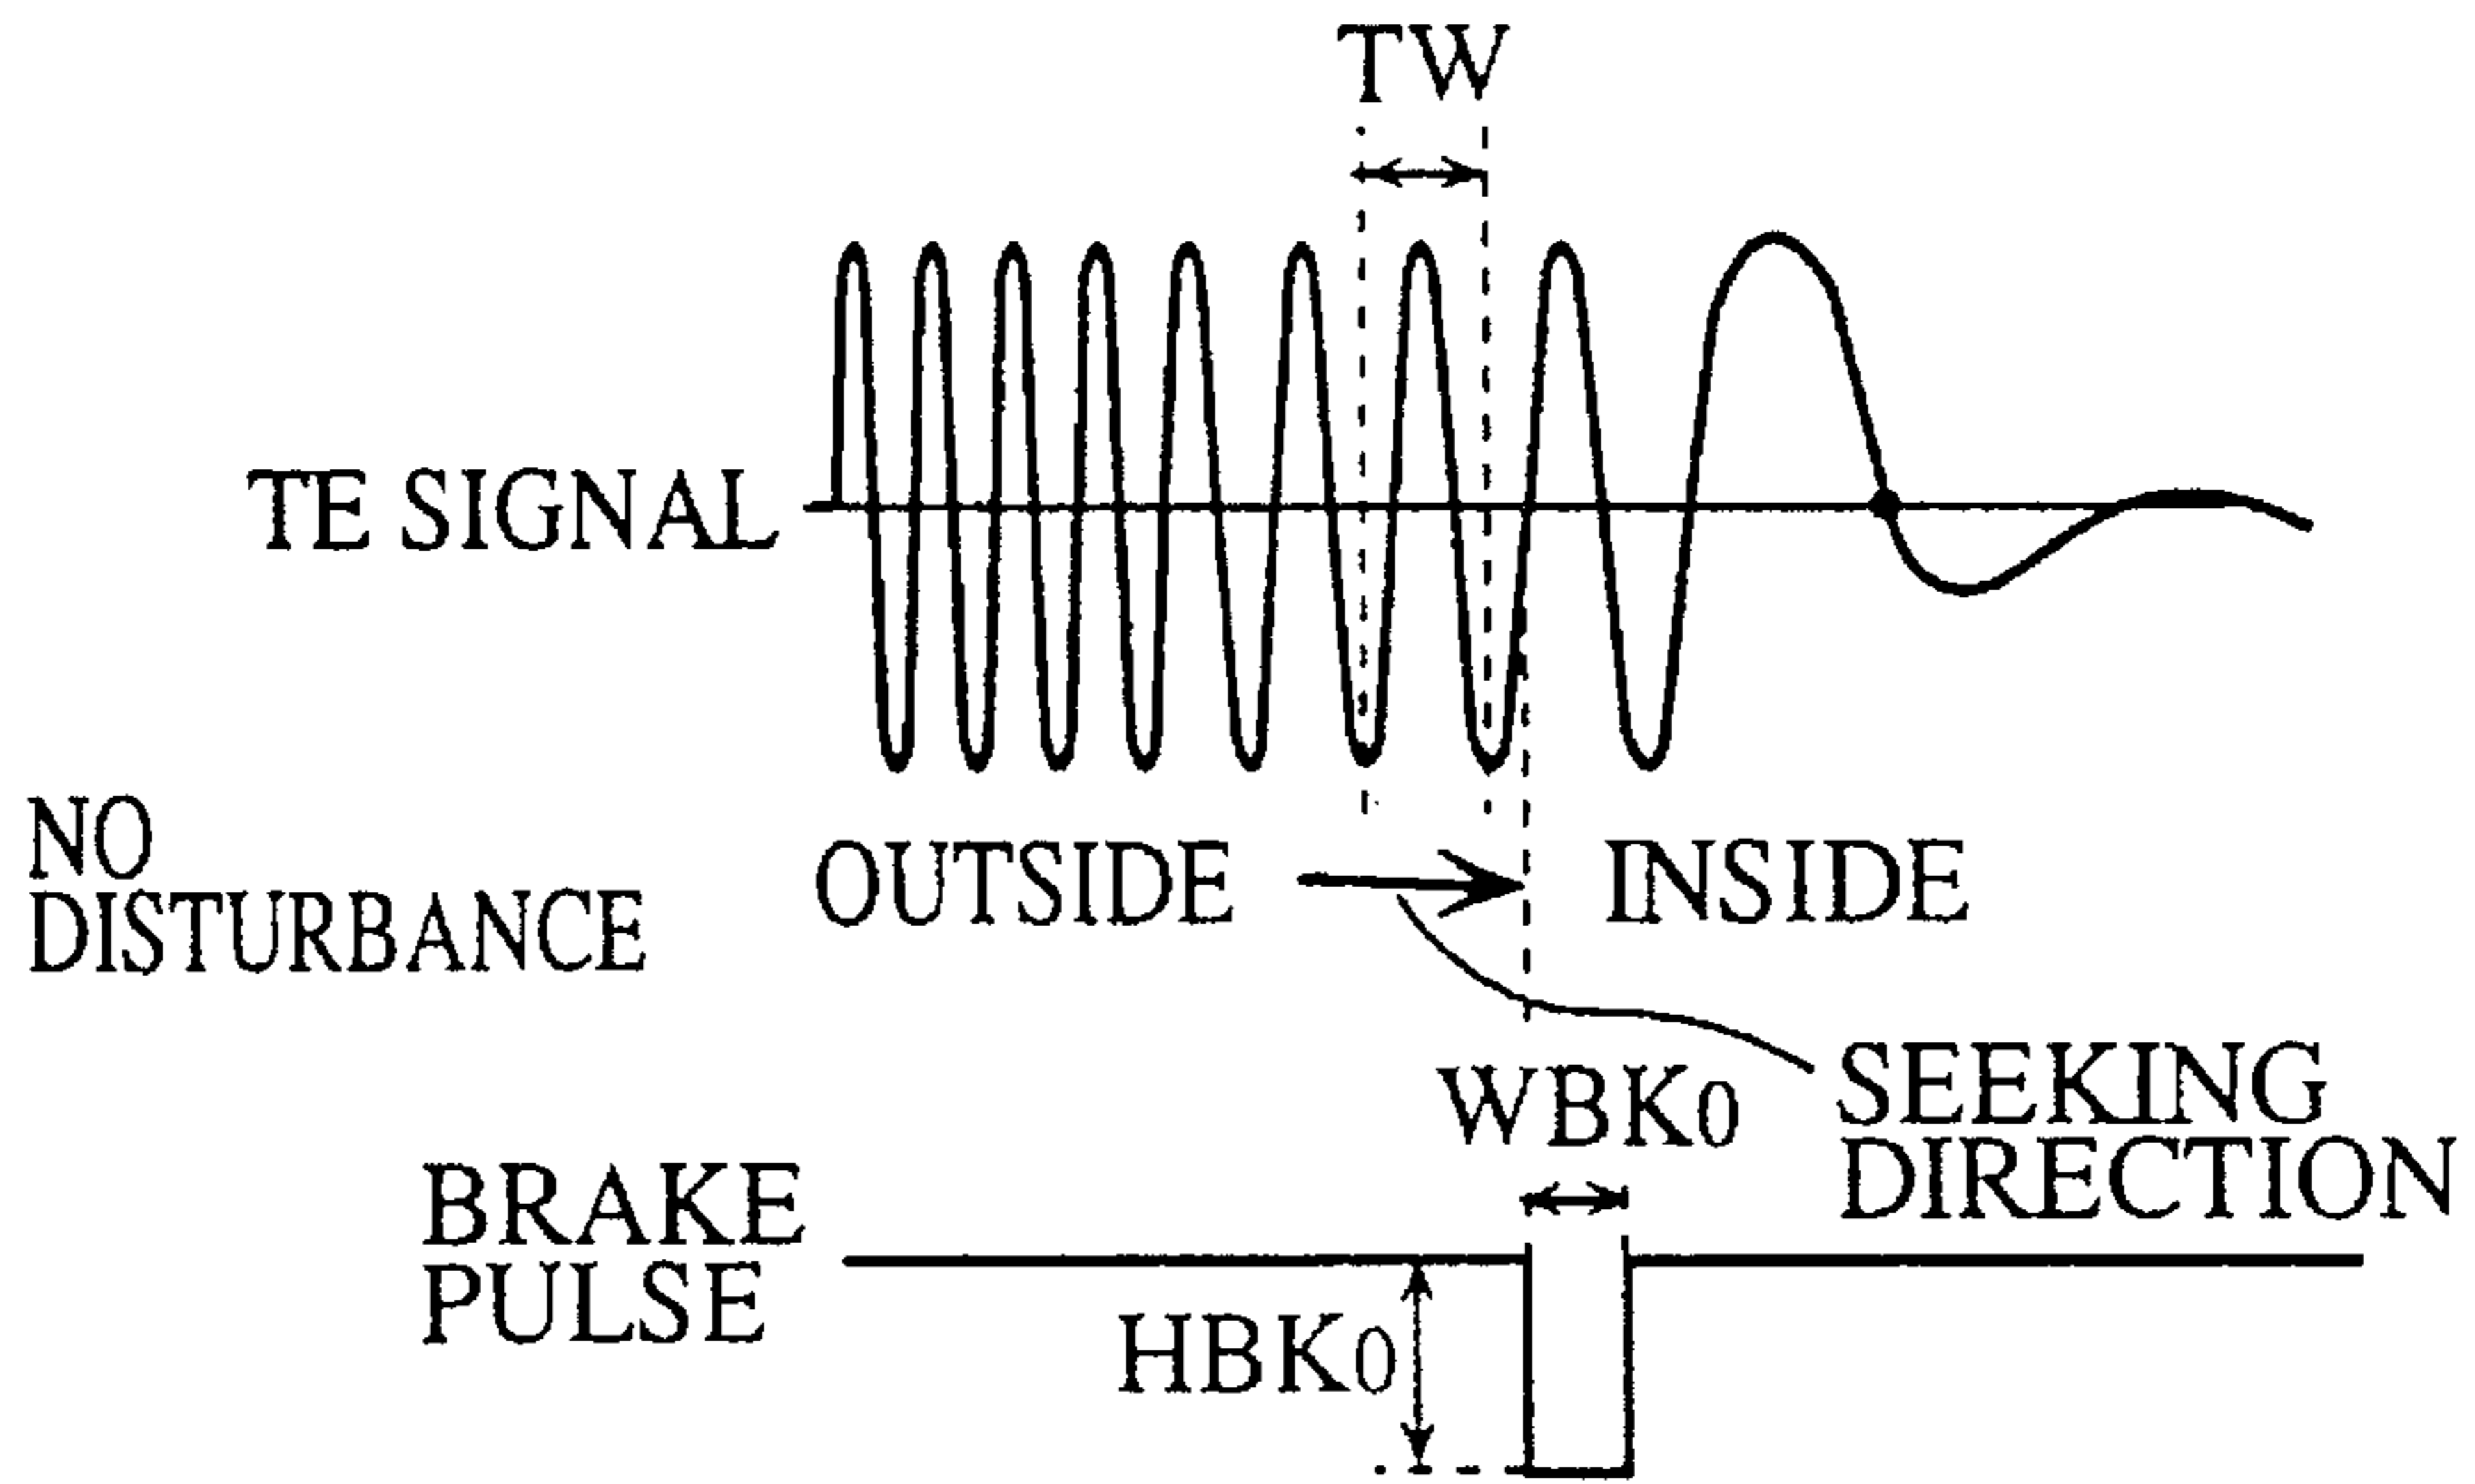 TW
TE SIGNAL
NO
DISTURBANCE
OUTSIDE
INSIDE
SEEKING
DIRECTION
WBK0
BRAKE
PULSE
HBK0